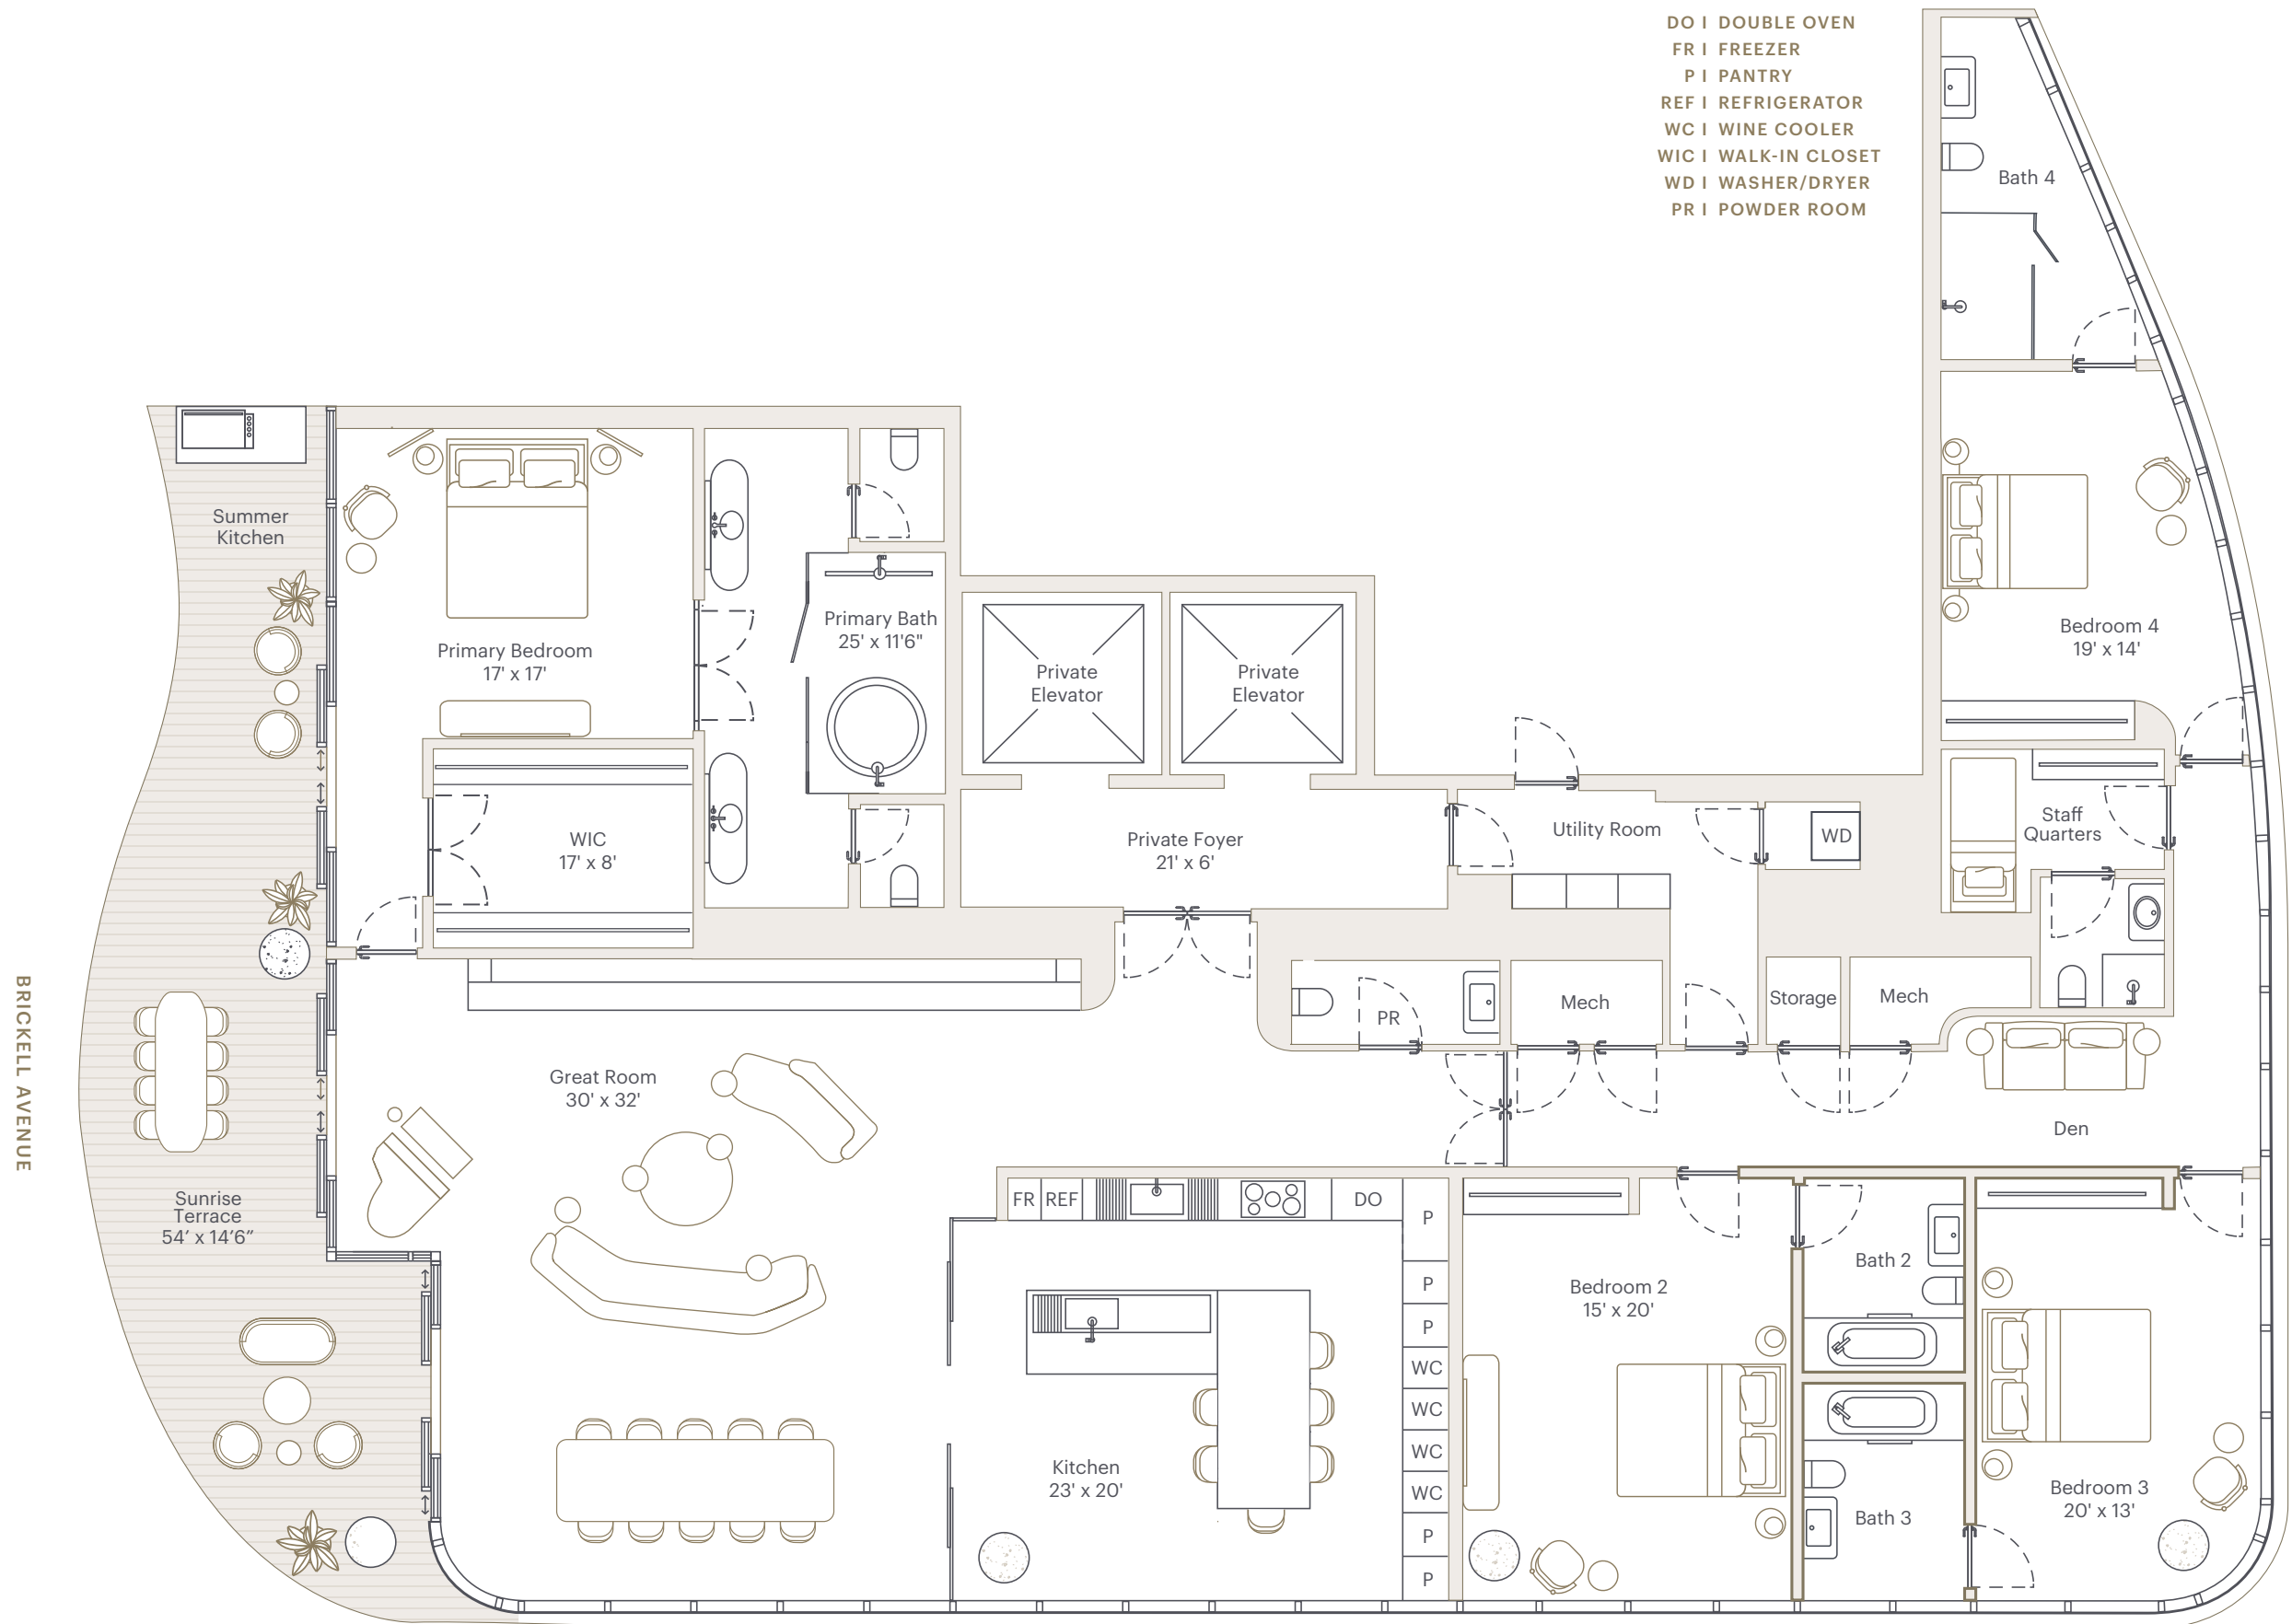 DO I DOUBLE OVEN
FR I FREEZER
P I PANTRY
REF I REFRIGERATOR
WC I WINE COOLER
WIC I WALK-IN CLOSET
WD I WASHER/DRYER
PR I POWDER ROOM
Bath 4
Summer
Kitchen
Primary Bedroom
17' x 17'
Primary Bath
25' x 11'6"
Private
Elevator
Private
Elevator
Bedroom 4
19' x 14'
WIC
17' x 8'
Private Foyer
21' x 6'
Utility Room
WD
Staff
Quarters
BRICKELL AVENUE
PR
Mech
Storage
Mech
Great Room
30' x 32'
Den
Sunrise
Terrace
54' x 14'6"
FR
REF
DO
P
P
P
WC
WC
WC
WC
P
P
Kitchen
23' x 20'
Bedroom 2
15' x 20'
Bath 2
Bath 3
Bedroom 3
20' x 13'